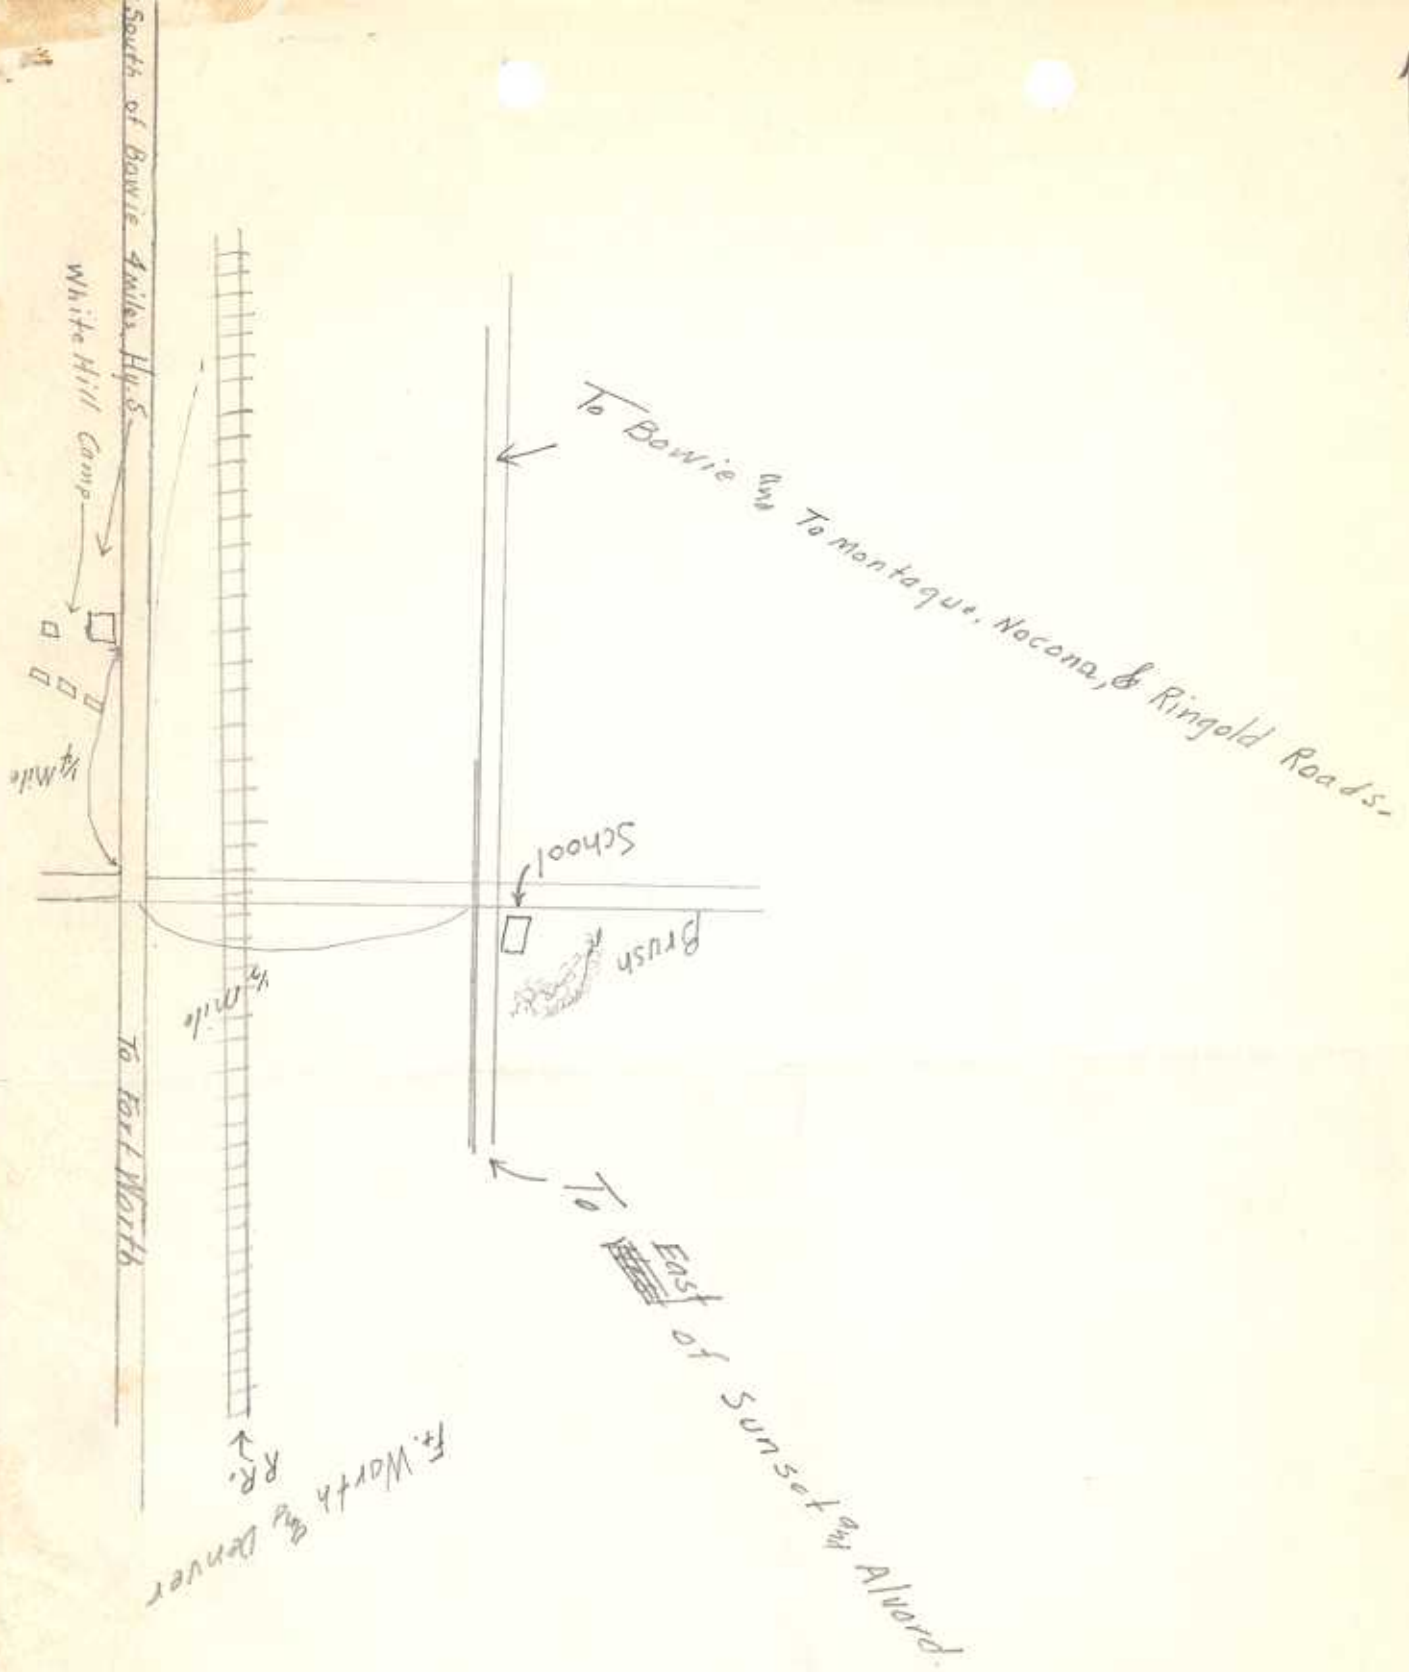 South of Bowie 4 miles Hy. 5
White Hill Camp
To Bowie and To Montague, Nocona, & Ringold Roads.
¼ Mile
School
Brush
½ mile
To Fort Worth
To East of Sunset and Alvord.
Ft. Worth and Denver
RR.